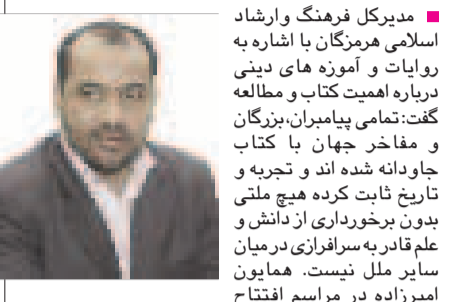 مدیرکل فرهنگ وارشاد
اسلامی هرمزگان با اشاره به
روایات و آموزه های دینی
درباره اهمیت کتاب و مطالعه
گفت:تمامی پیامبران،بزرگان
و مفاخر جهان با کتاب
جاودانه شده اند و تجربه و
تاریخ ثابت کرده هیچ ملتی
بدون برخورداری از دانش و
علم قادر به سرافرازی در میان
سایر ملل نیست. همایون
امیرزاده در مراسم افتتاح